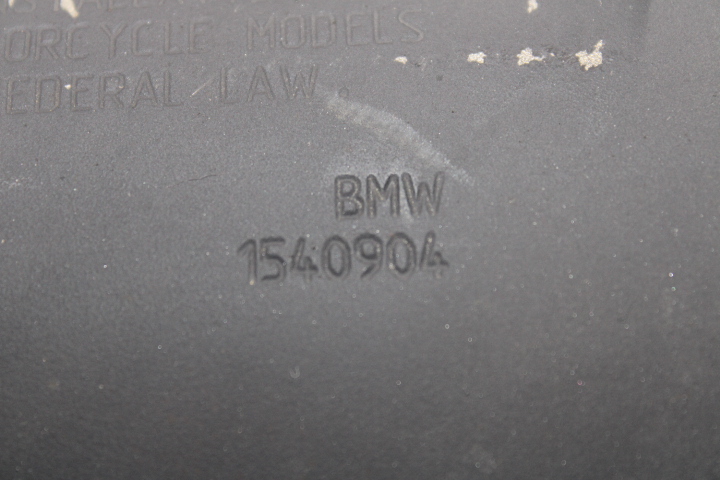 ORCYCLE MODELS
EDERAL LAW.
BMW
1540904